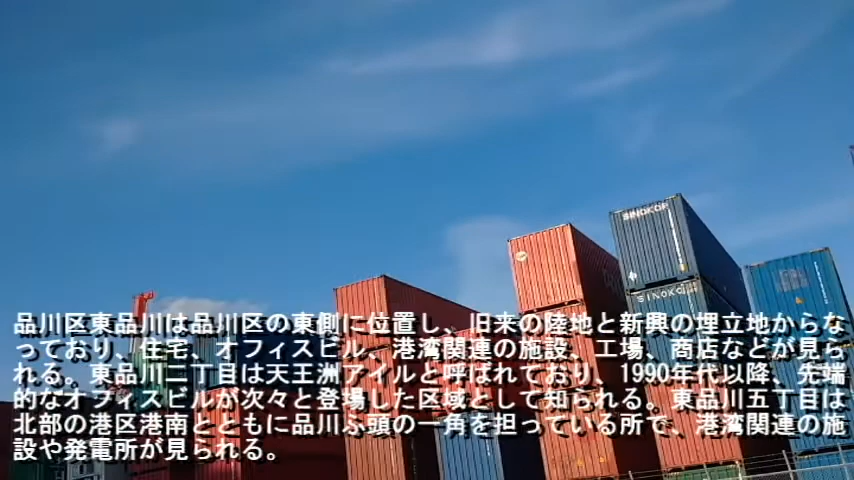 SINOKOR
SINOKOR
品川区東品川は品川区の東側に位置し、旧来の陸地と新興の埋立地からな
っており、住宅、オフィスビル、港湾関連の施設、工場、商店などが見ら
れる。東品川二丁目は天王洲アイルと呼ばれており、1990年代以降、先端
的なオフィスビルが次々と登場した区域として知られる。東品川五丁目は
北部の港区港南とともに品川ふ頭の一角を担っている所で、港湾関連の施
設や発電所が見られる。